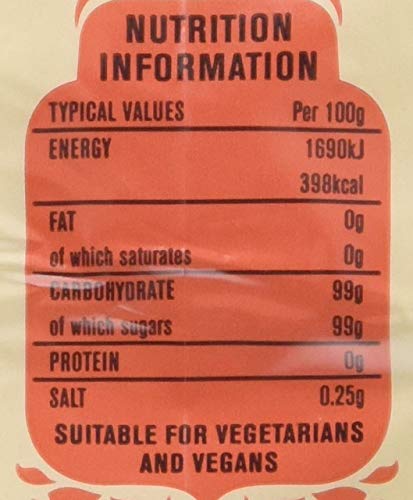 NUTRITION
INFORMATION
TYPICAL VALUES Per 100g
ENERGY 1690kJ
398kcal
FAT 0g
of which saturates 0g
CARBOHYDRATE 99g
of which sugars 99g
PROTEIN 0g
SALT 0.25g
SUITABLE FOR VEGETARIANS
AND VEGANS